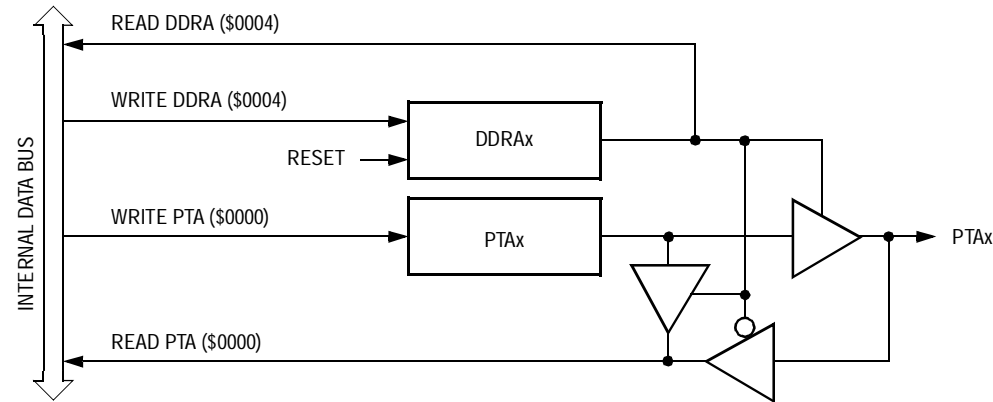 READ DDRA ($0004)
WRITE DDRA ($0004)
DDRAx
RESET
INTERNAL DATA BUS
WRITE PTA ($0000)
PTAx
PTAx
READ PTA ($0000)